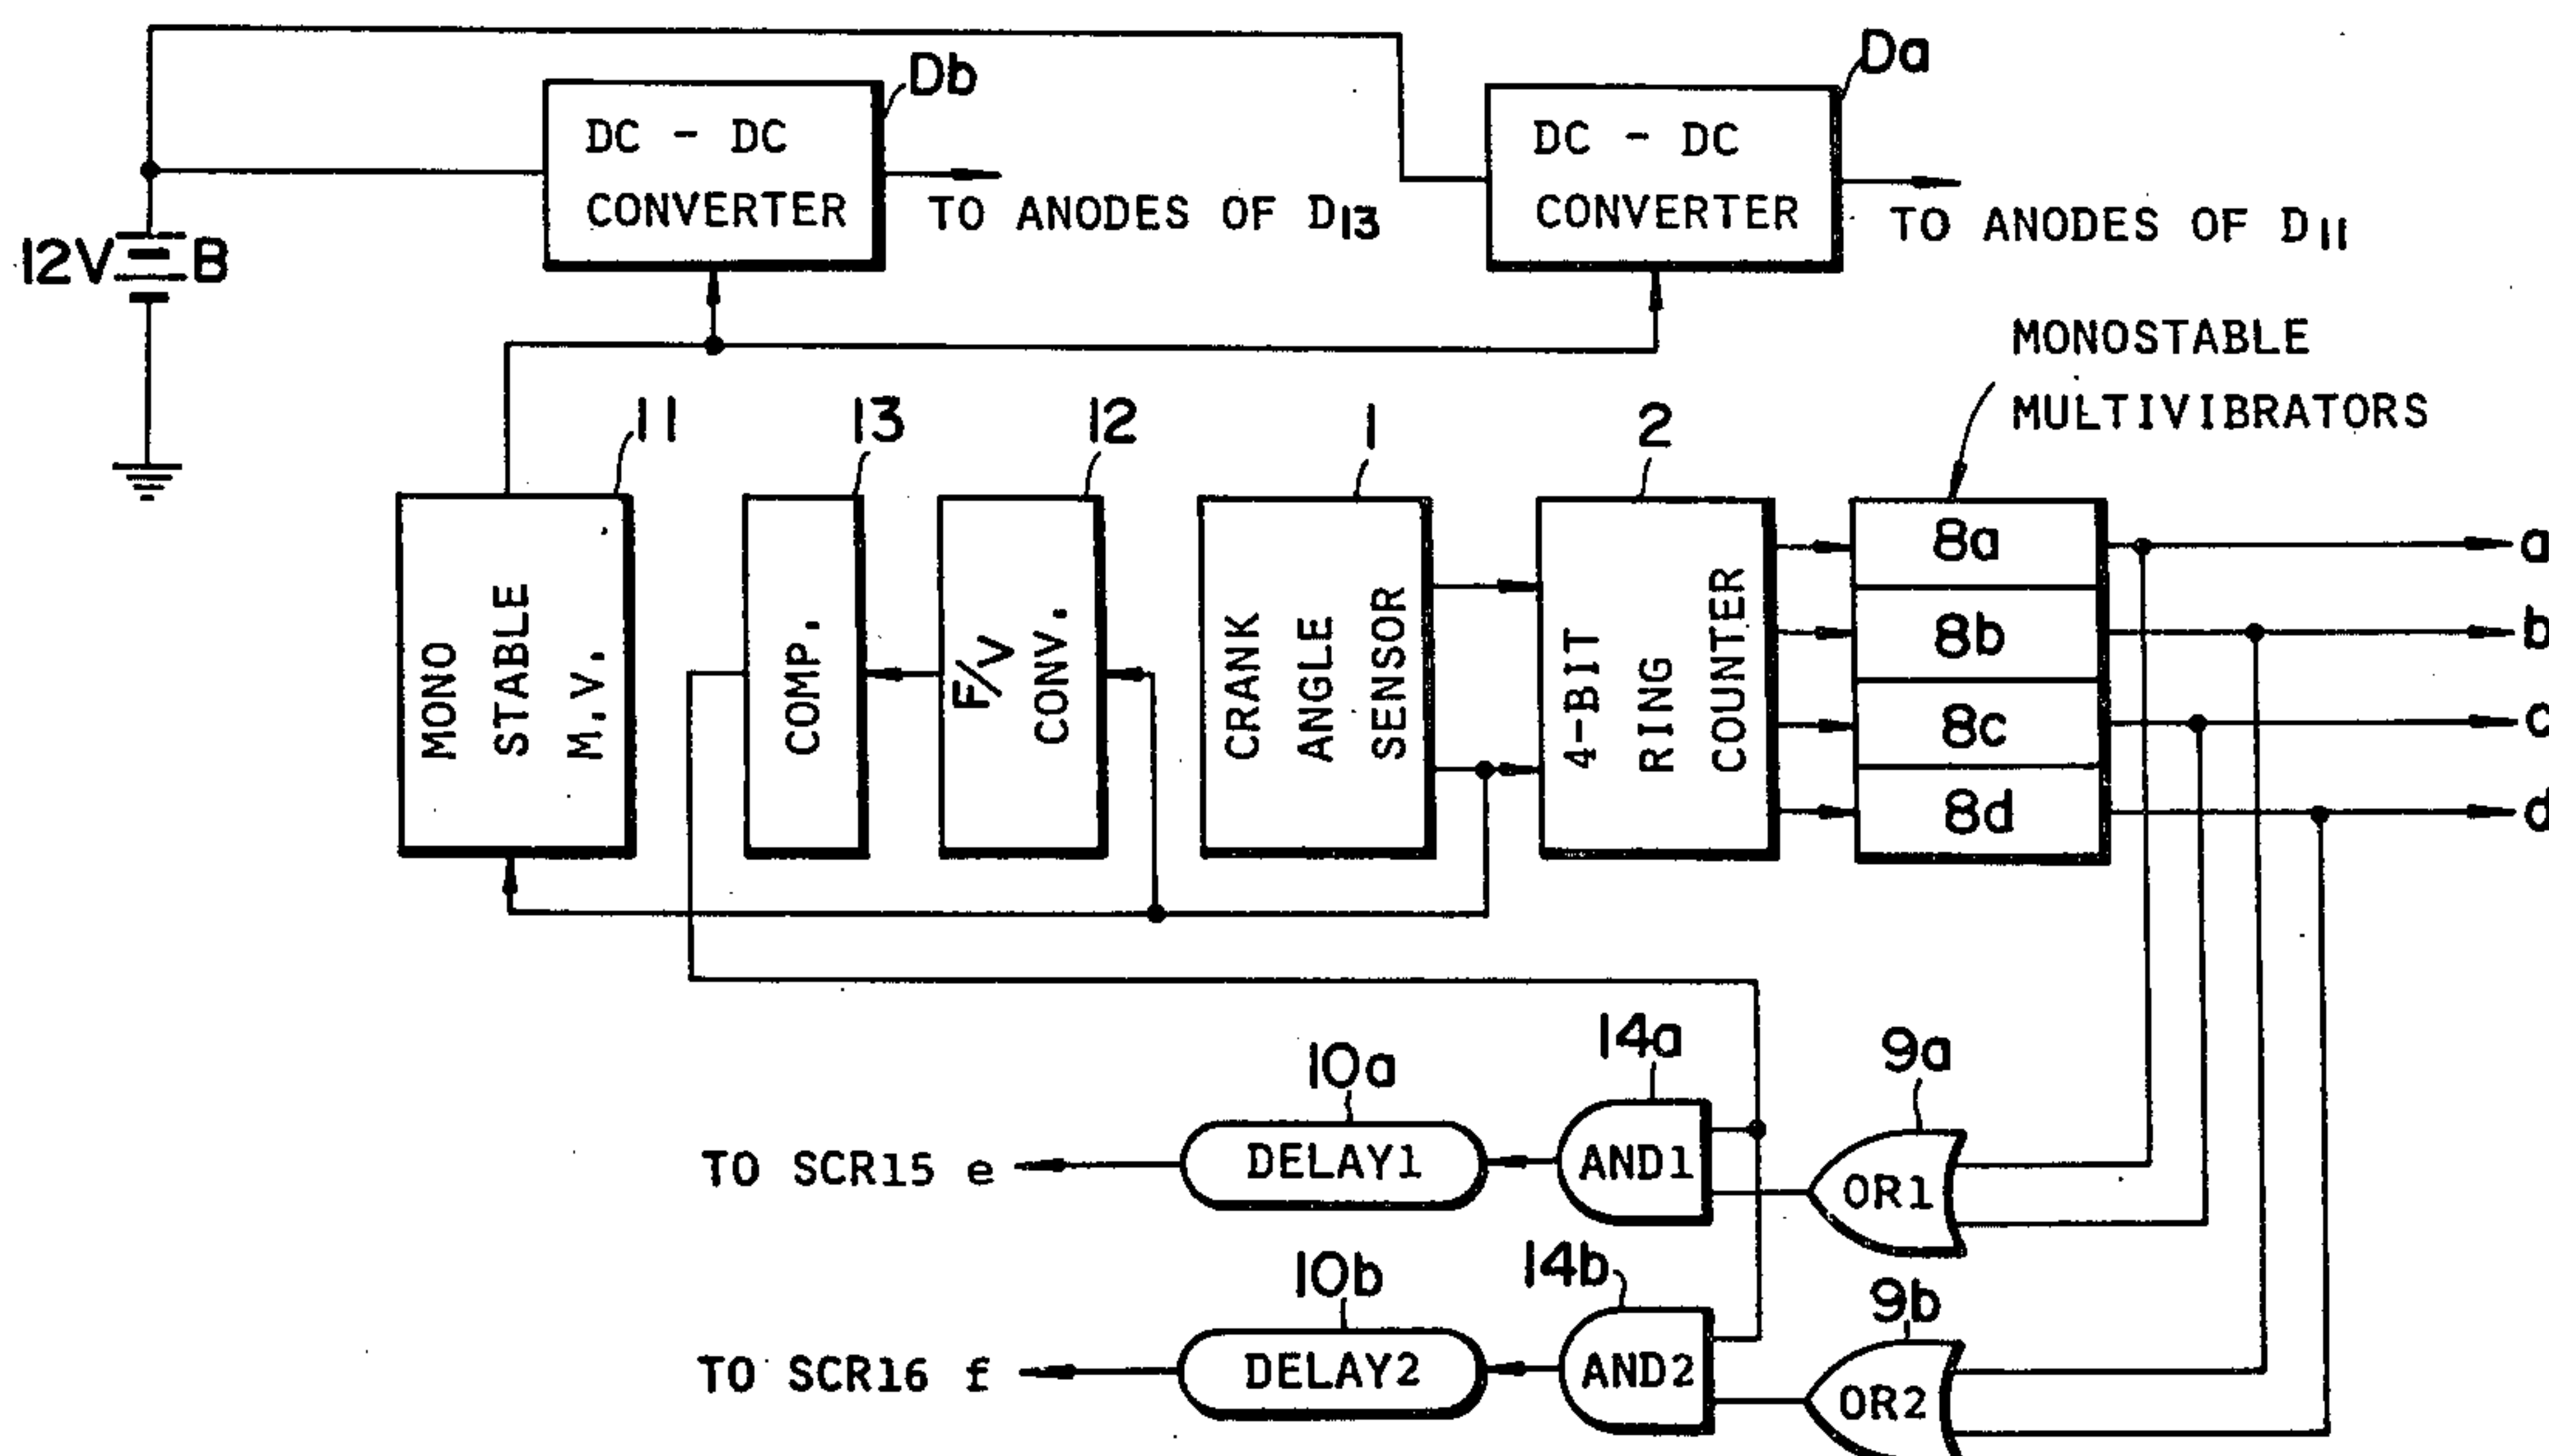 Db
Da
DC - DC
CONVERTER
DC - DC
CONVERTER
TO ANODES OF D13
TO ANODES OF D11
12V
B
MONOSTABLE
MULTIVIBRATORS
11
13
12
1
2
MONO
STABLE
M.V.
COMP.
F/V
CONV.
CRANK
ANGLE
SENSOR
4-BIT
RING
COUNTER
8a
8b
8c
8d
a
b
c
d
14a
9a
10a
TO SCR15 e
DELAY1
AND1
OR1
10b
14b
9b
TO SCR16 f
DELAY2
AND2
OR2